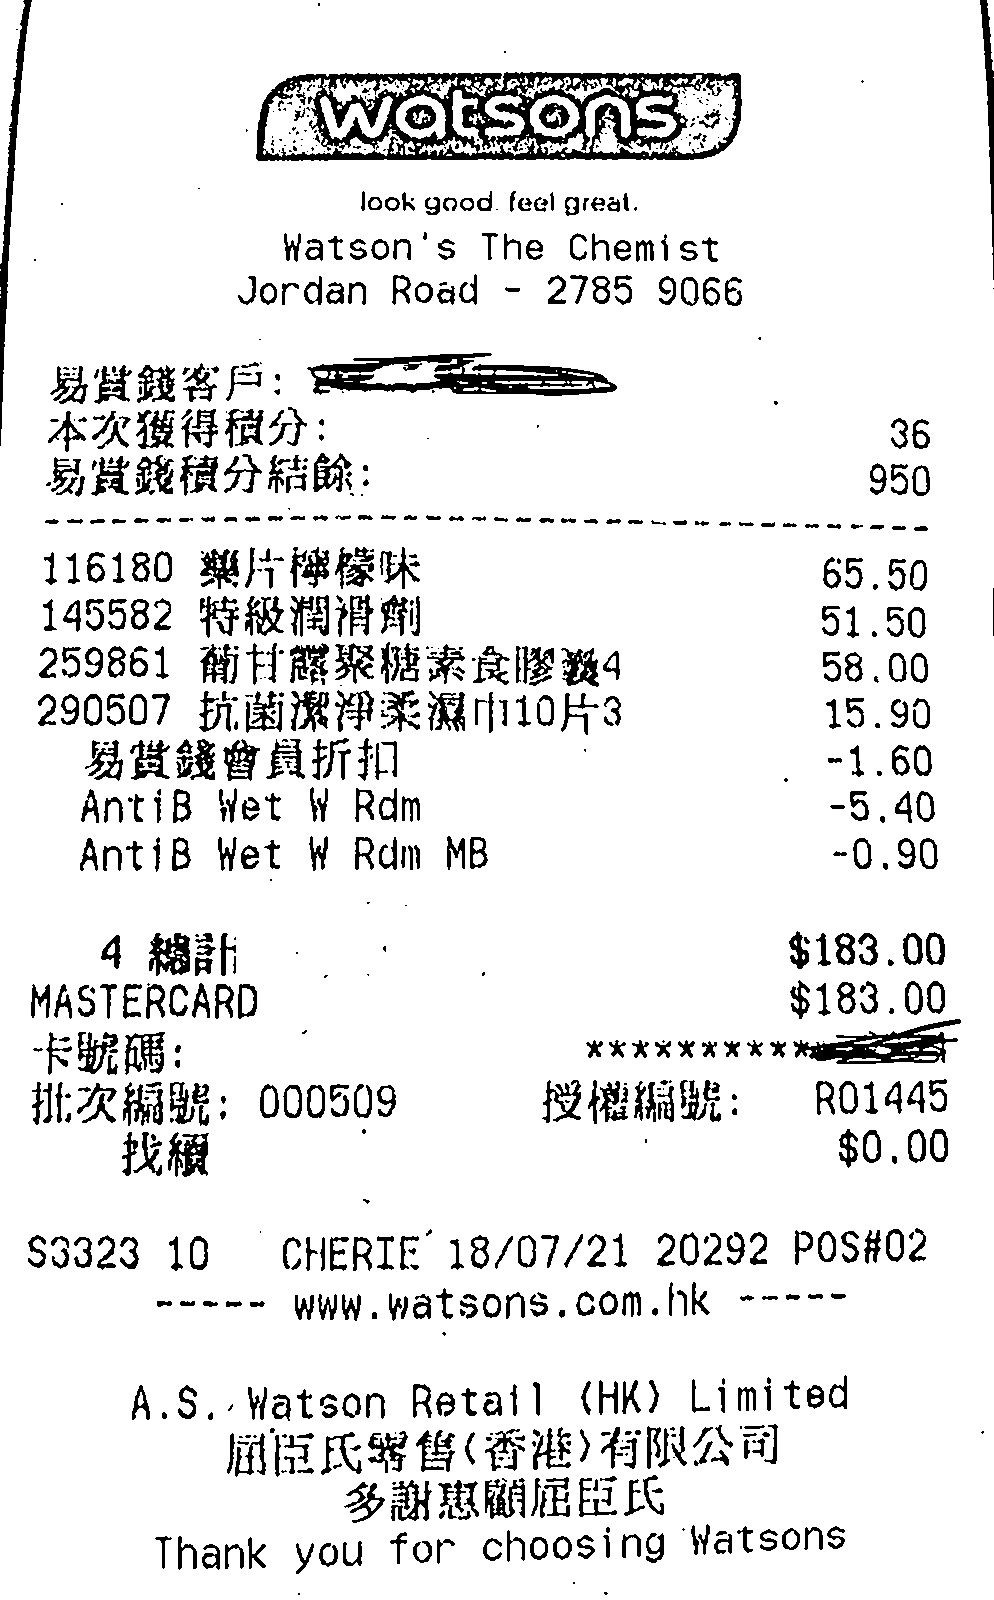 watsons
look good. feel great.
Watson's The Chemist
Jordan Road - 2785 9066
易賞錢客戶:
本次獲得積分: 36
易賞錢積分結餘: 950
116180 藥片檸檬味 65.50
145582 特級潤滑劑 51.50
259861 葡甘露聚糖素食膠囊4 58.00
290507 抗菌潔淨柔濕巾10片3 15.90
易賞錢會員折扣 -1.60
AntiB Wet W Rdm -5.40
AntiB Wet W Rdm MB -0.90
4 總計 $183.00
MASTERCARD $183.00
卡號碼: **********
批次編號: 000509 授權編號: R01445
找續 $0.00
S3323 10 CHERIE 18/07/21 20292 POS#02
----- www.watsons.com.hk -----
A.S. Watson Retail (HK) Limited
屈臣氏零售(香港)有限公司
多謝惠顧屈臣氏
Thank you for choosing Watsons